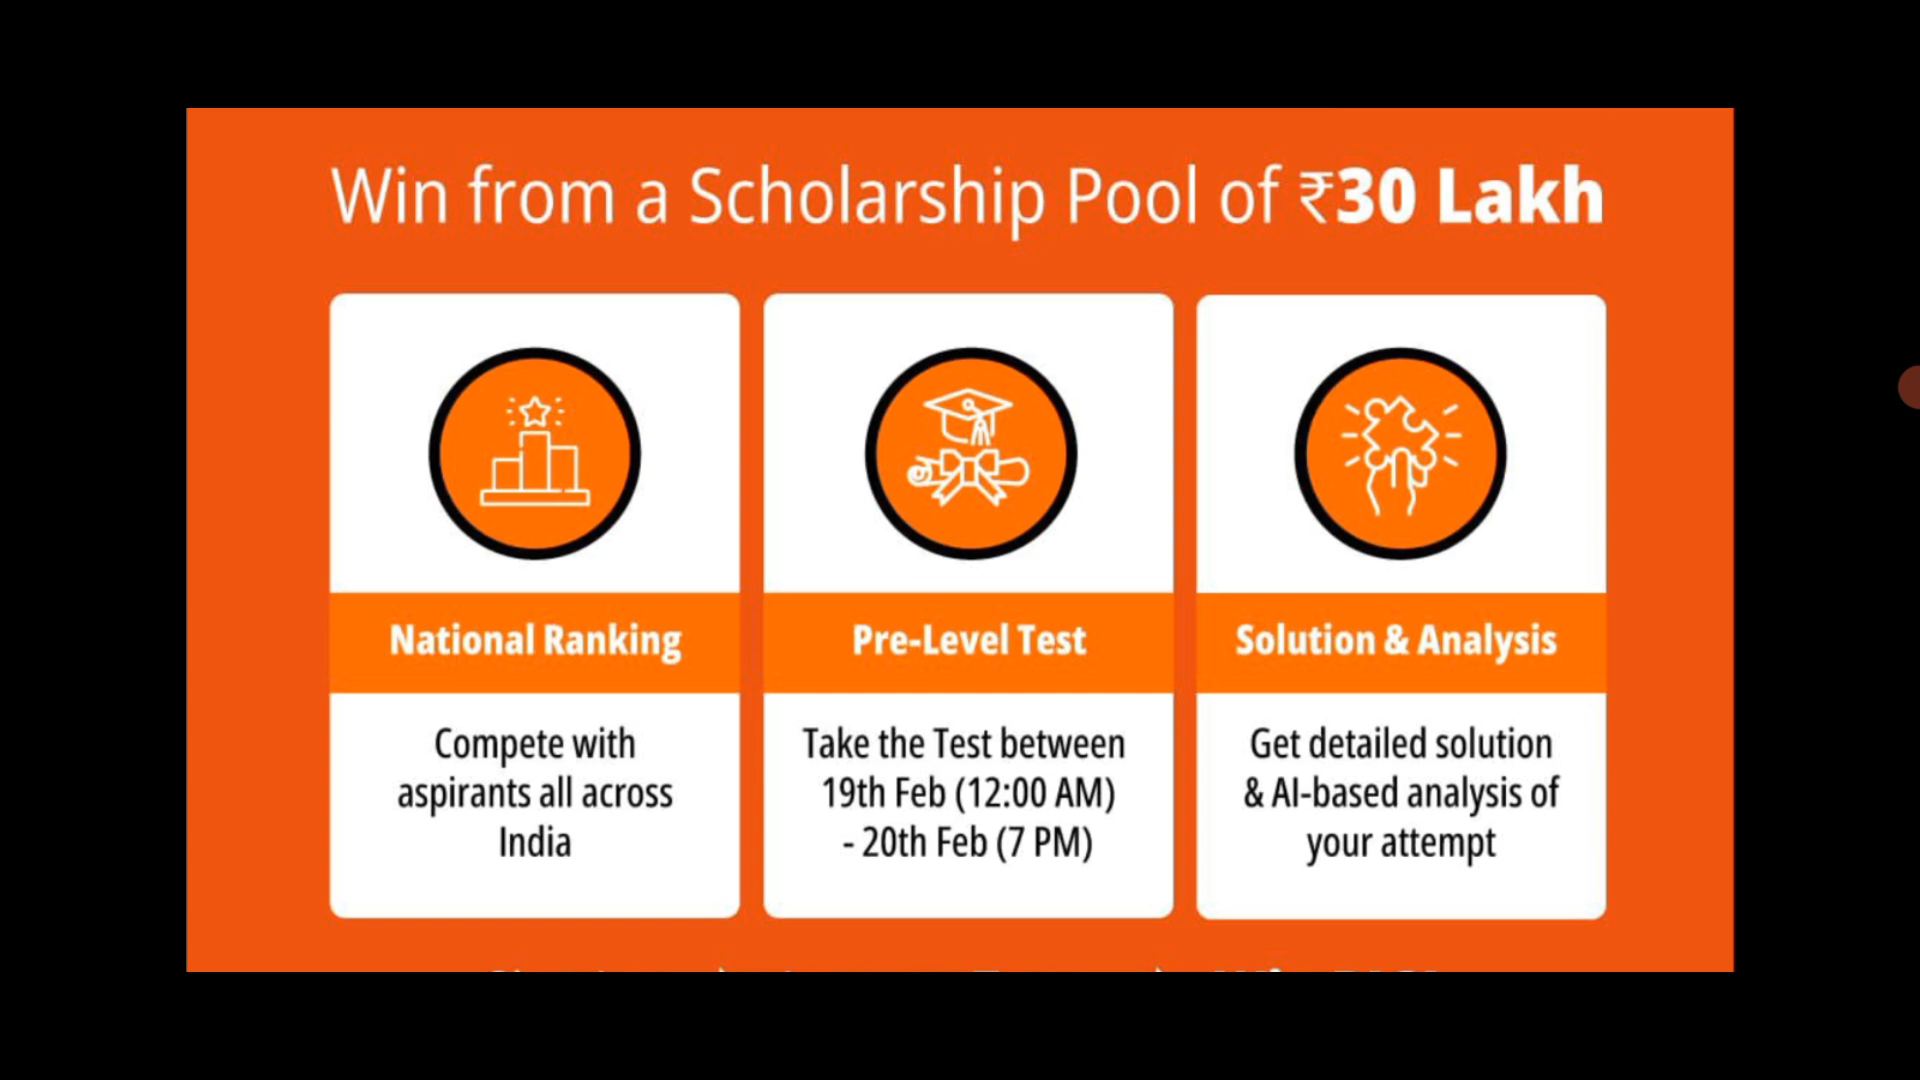 Win from a Scholarship Pool of ₹30 Lakh
National Ranking
Compete with
aspirants all across
India
Pre-Level Test
Take the Test between
19th Feb (12:00 AM)
- 20th Feb (7 PM)
Solution & Analysis
Get detailed solution
& AI-based analysis of
your attempt